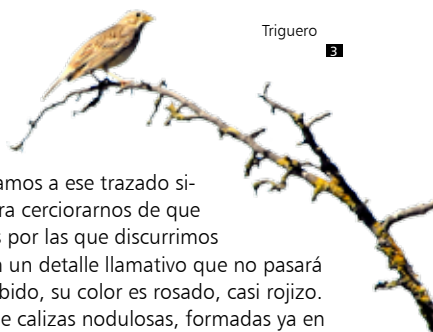 Triguero
3
amos a ese trazado si-
ra cerciorarnos de que
s por las que discurrimos
n un detalle llamativo que no pasará
bido, su color es rosado, casi rojizo.
e calizas nodulosas, formadas ya en